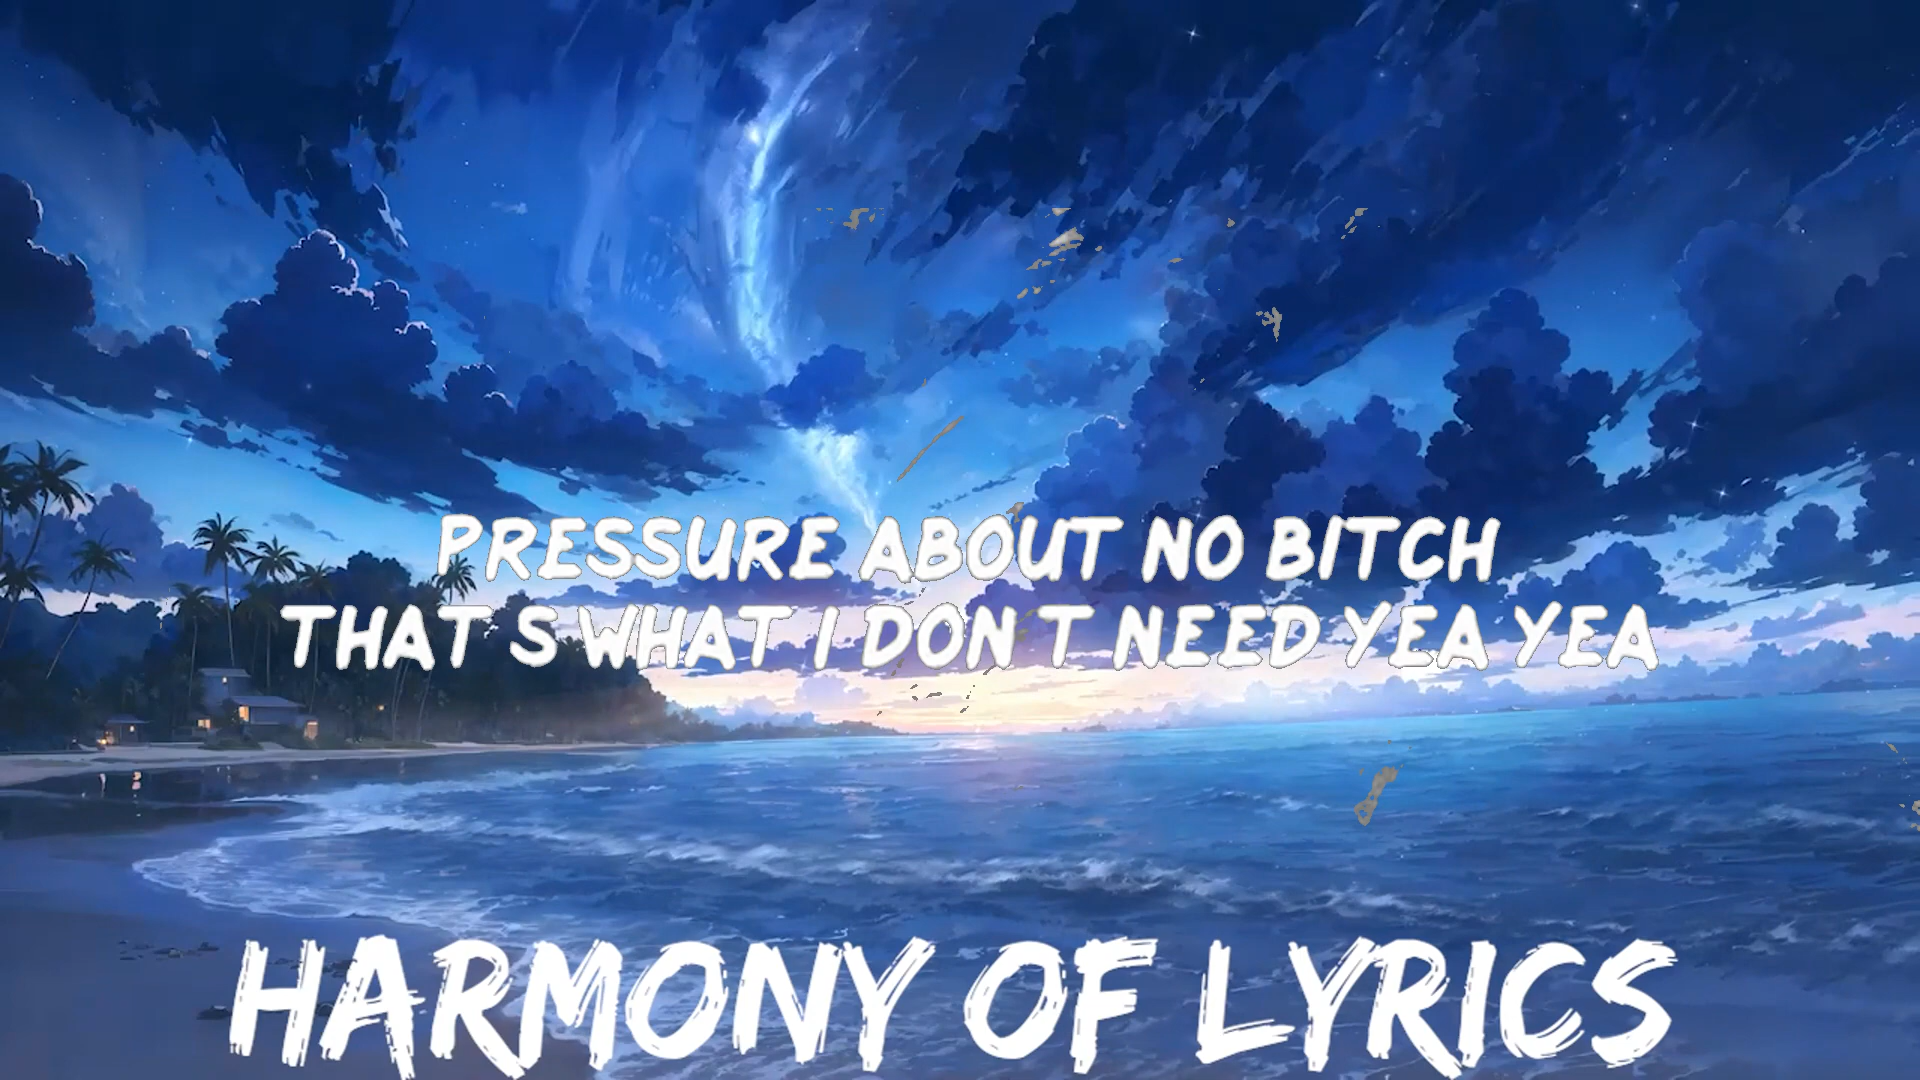 PRESSURE ABOUT NO BITCH
THAT S WHAT I DON T NEED YEA YEA
HARMONY OF LYRICS